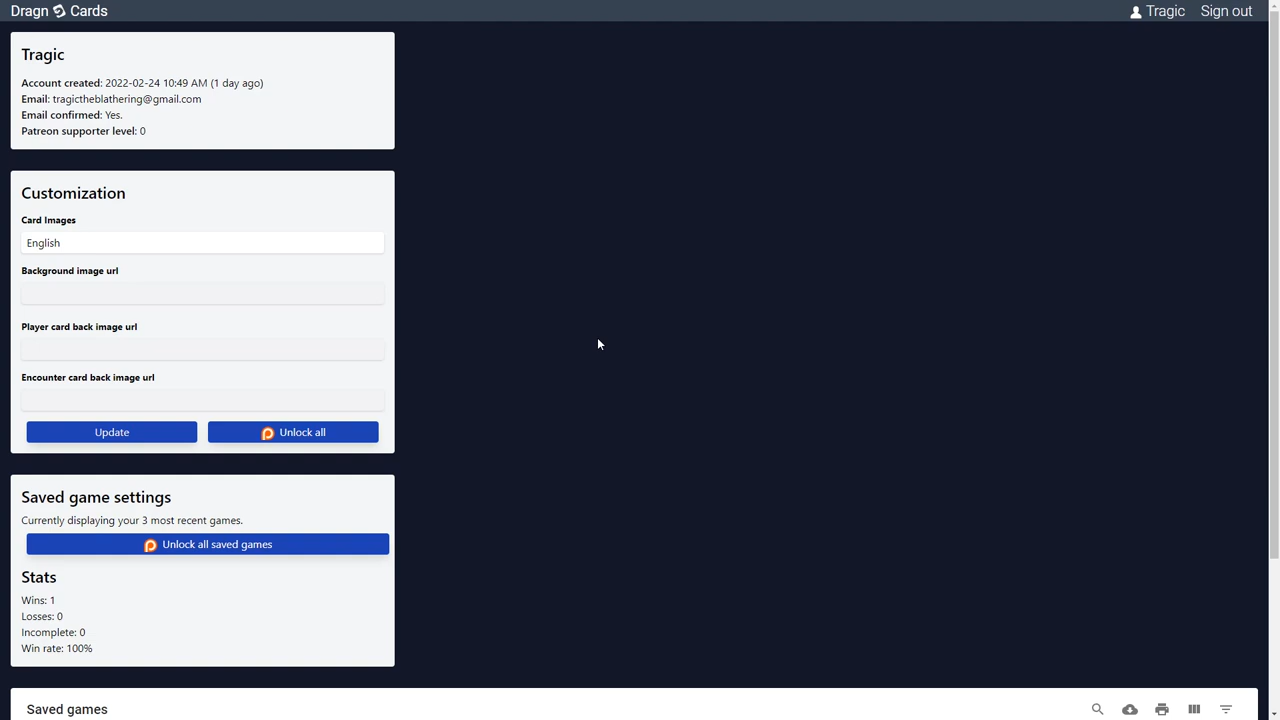 Dragn Cards
Tragic
Sign out
Tragic
Account created: 2022-02-24 10:49 AM (1 day ago)
Email: tragictheblathering@gmail.com
Email confirmed: Yes.
Patreon supporter level: 0
Customization
Card Images
English
Background image url
Player card back image url
Encounter card back image url
Update
Unlock all
Saved game settings
Currently displaying your 3 most recent games.
Unlock all saved games
Stats
Wins: 1
Losses: 0
Incomplete: 0
Win rate: 100%
Saved games